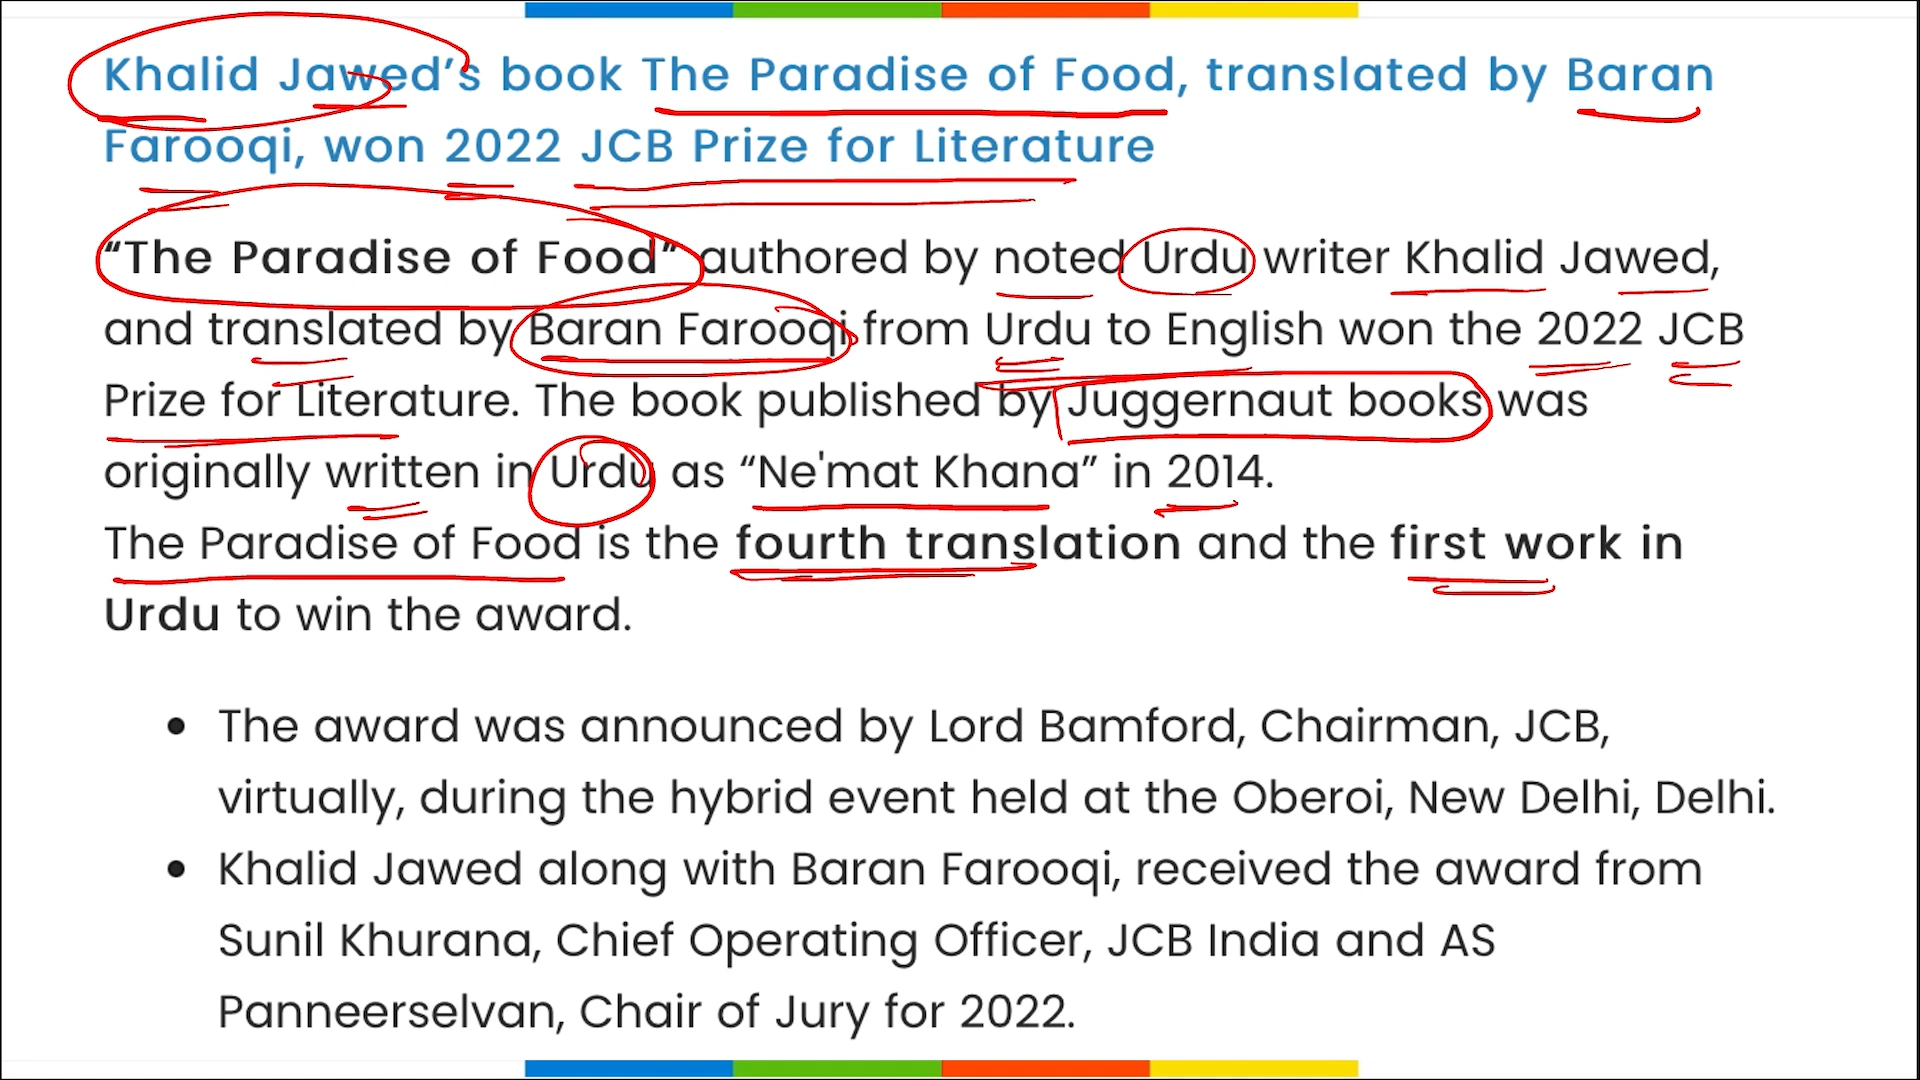 Khalid Jawed’s book The Paradise of Food, translated by Baran
Farooqi, won 2022 JCB Prize for Literature
“The Paradise of Food” authored by noted Urdu writer Khalid Jawed,
and translated by Baran Farooqi from Urdu to English won the 2022 JCB
Prize for Literature. The book published by Juggernaut books was
originally written in Urdu as “Ne'mat Khana” in 2014.
The Paradise of Food is the fourth translation and the first work in
Urdu to win the award.
• The award was announced by Lord Bamford, Chairman, JCB,
virtually, during the hybrid event held at the Oberoi, New Delhi, Delhi.
• Khalid Jawed along with Baran Farooqi, received the award from
Sunil Khurana, Chief Operating Officer, JCB India and AS
Panneerselvan, Chair of Jury for 2022.